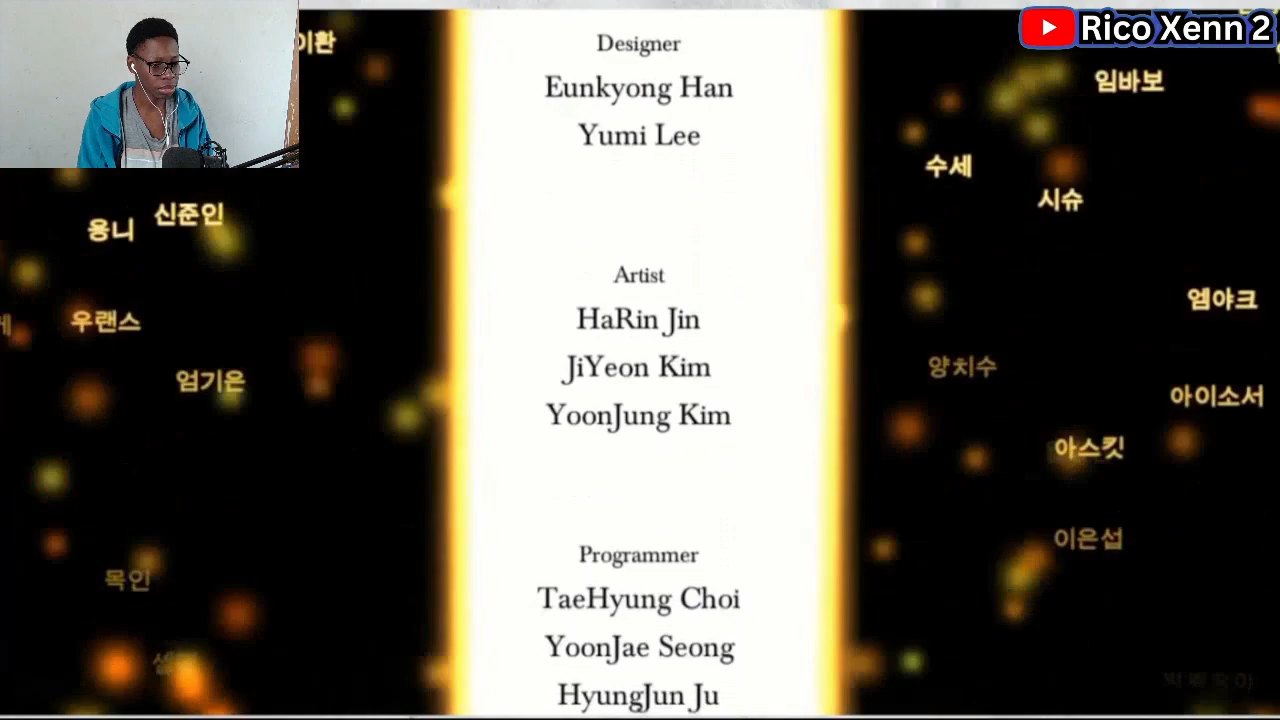 Rico Xenn 2
Designer
Eunkyong Han
Yumi Lee
Artist
HaRin Jin
JiYeon Kim
YoonJung Kim
Programmer
TaeHyung Choi
YoonJae Seong
HyungJun Ju
이환
신준인
용니
우랜스
엄기은
목인
임바보
수세
시슈
엠야크
양치수
아이소서
아스킷
이은섭